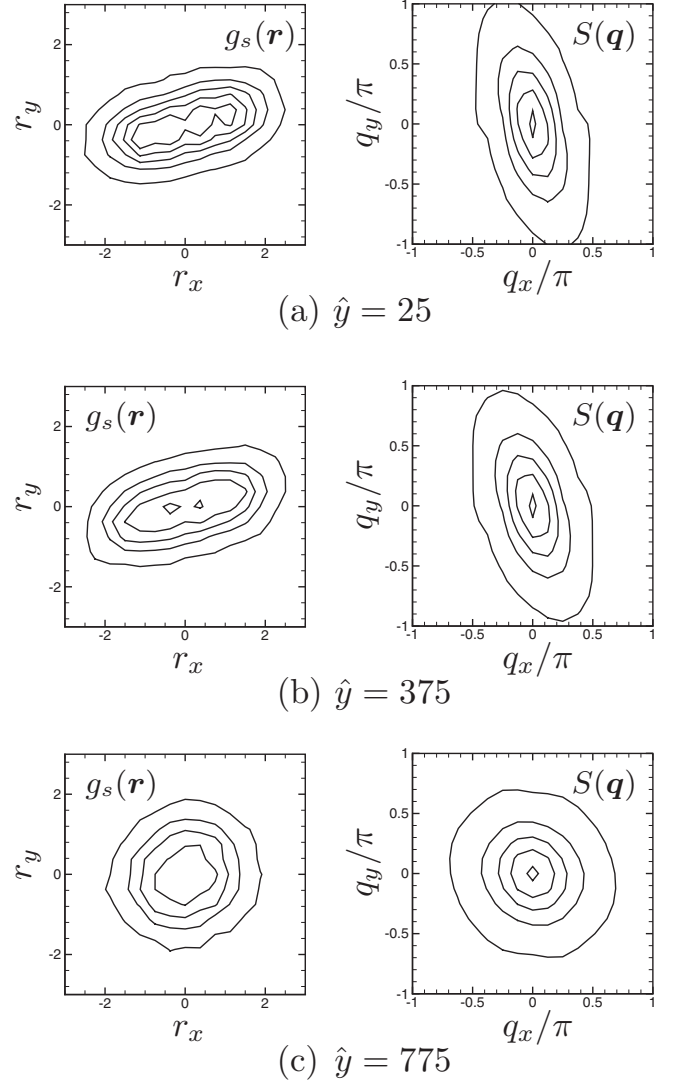 g_s(r)
r_y
2
0
-2
-2
0
2
r_x
S(q)
q_y/π
1
0.5
0
-0.5
-1
-1
-0.5
0
0.5
1
q_x/π
(a) ŷ = 25
g_s(r)
r_y
2
0
-2
-2
0
2
r_x
S(q)
q_y/π
1
0.5
0
-0.5
-1
-1
-0.5
0
0.5
1
q_x/π
(b) ŷ = 375
g_s(r)
r_y
2
0
-2
-2
0
2
r_x
S(q)
q_y/π
1
0.5
0
-0.5
-1
-1
-0.5
0
0.5
1
q_x/π
(c) ŷ = 775